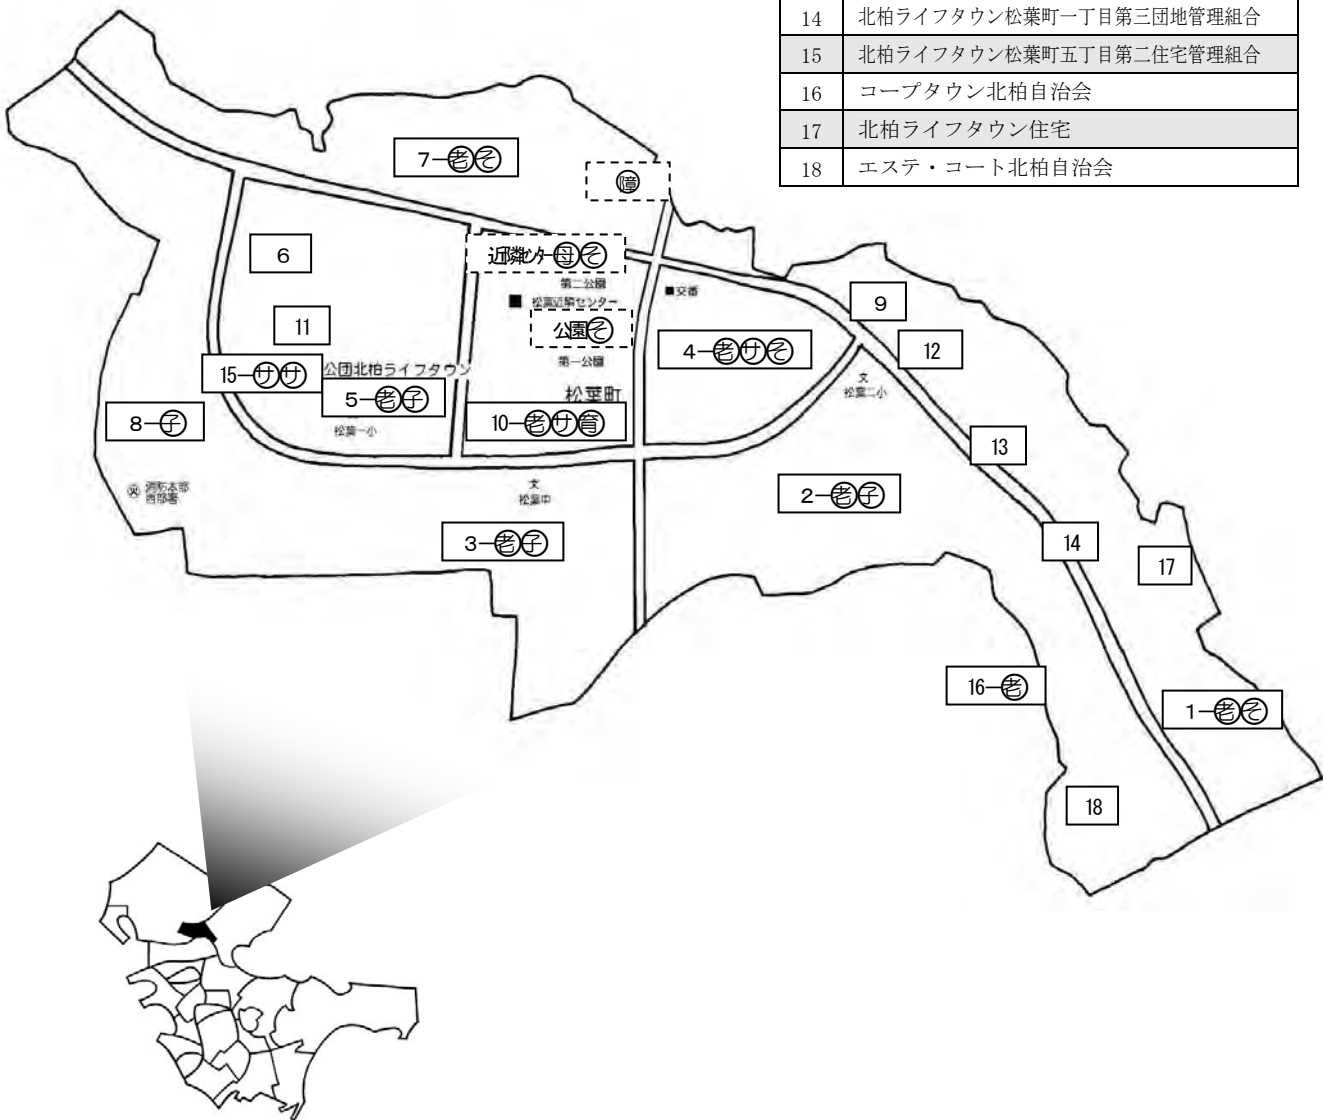 14 北柏ライフタウン松葉町一丁目第三団地管理組合
15 北柏ライフタウン松葉町五丁目第二住宅管理組合
16 コープタウン北柏自治会
17 北柏ライフタウン住宅
18 エステ・コート北柏自治会
7―㊡老そ
障
6
近隣センター母そ
第二公園
■ 松葉近隣センター
■交番
9
11
公園そ
4―老サそ
12
第一公園
15―ササ
公団北柏ライフタウン
文
松葉二小
5―老子
松葉町
8―子
10―老サ育
松葉一小
13
消防本部
西部署
文
松葉中
2―老子
3―老子
14
17
16―老
1―老そ
18